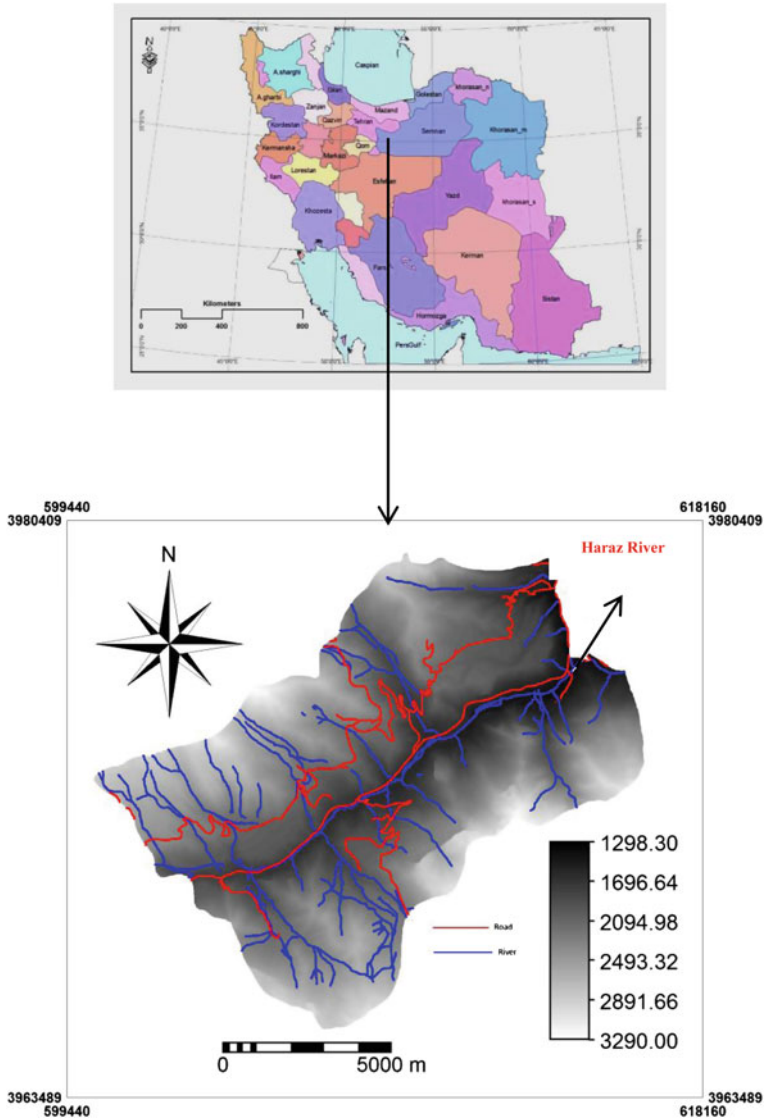 Caspian
A.sharghi
A.gharbi
Gilan
Zanjan
Mazand
Golestan
khorasan_n
Kordestan
Qazvin
Tehran
Semnan
Khorasan_m
Kermansha
Markazi
Qom
Ilam
Lorestan
Esfehan
Yazd
khorasan_s
Khozesta
Fars
Kerman
Sistan
Hormozga
PersGulf
Kilometers
0 200 400 800
599440
618160
3980409
3980409
Haraz River
N
1298.30
1696.64
2094.98
2493.32
2891.66
3290.00
Road
River
0 5000 m
3963489
3963489
599440
618160